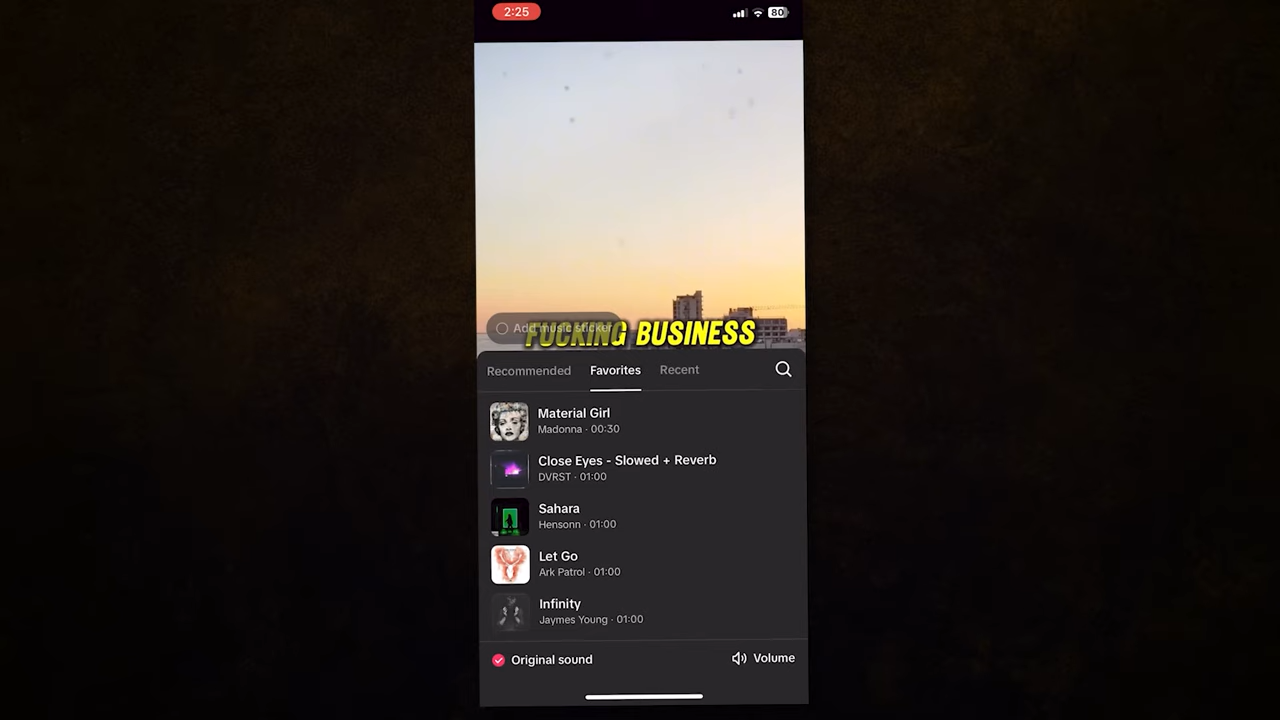 2:25
80
Add music sticker
FUCKING BUSINESS
Recommended
Favorites
Recent
Material Girl
Madonna · 00:30
Close Eyes - Slowed + Reverb
DVRST · 01:00
Sahara
Hensonn · 01:00
Let Go
Ark Patrol · 01:00
Infinity
Jaymes Young · 01:00
Original sound
Volume